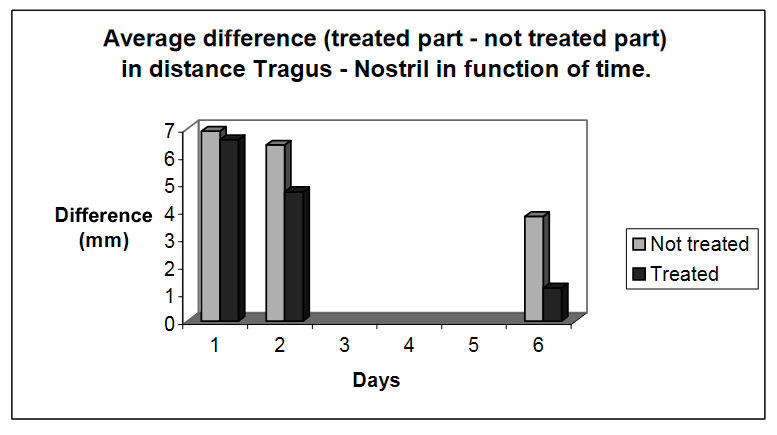 Average difference (treated part - not treated part)
in distance Tragus - Nostril in function of time.
7
6
5
4
3
2
1
0
Difference
(mm)
1 2 3 4 5 6
Days
Not treated
Treated